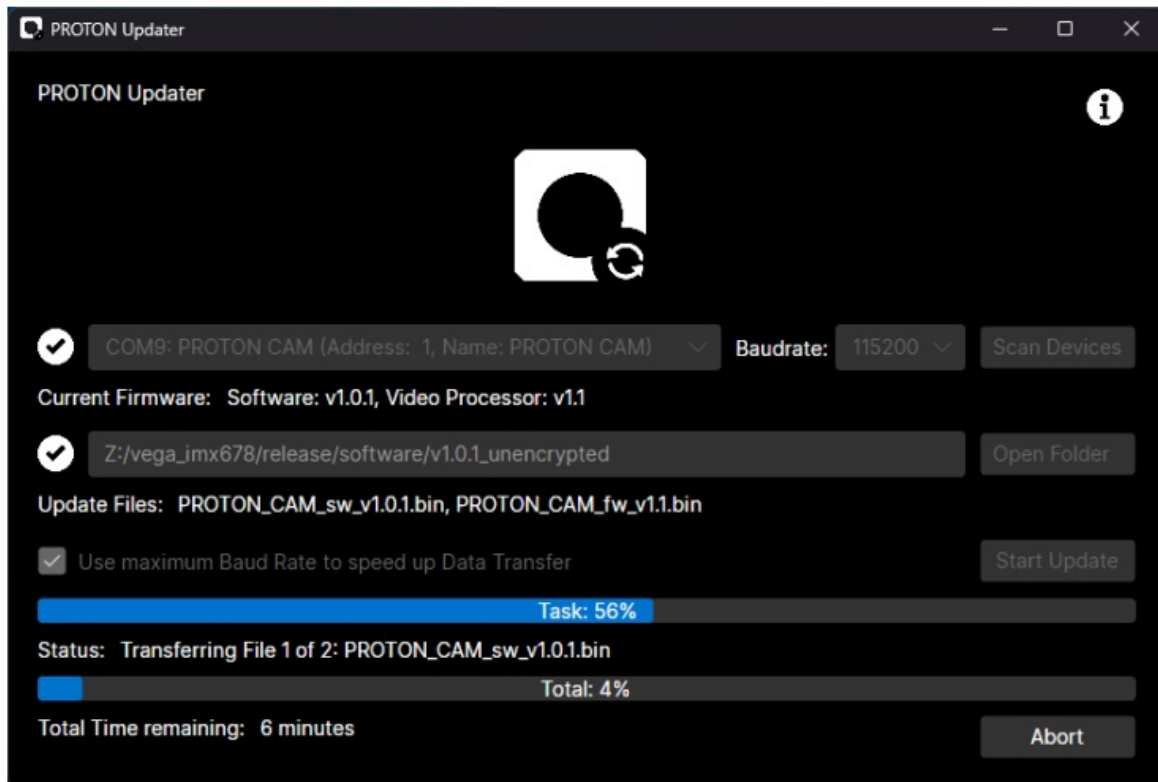 PROTON Updater
PROTON Updater
COM9: PROTON CAM (Address: 1, Name: PROTON CAM) Baudrate: 115200 Scan Devices
Current Firmware: Software: v1.0.1, Video Processor: v1.1
Z:/vega_imx678/release/software/v1.0.1_unencrypted Open Folder
Update Files: PROTON_CAM_sw_v1.0.1.bin, PROTON_CAM_fw_v1.1.bin
Use maximum Baud Rate to speed up Data Transfer Start Update
Task: 56%
Status: Transferring File 1 of 2: PROTON_CAM_sw_v1.0.1.bin
Total: 4%
Total Time remaining: 6 minutes
Abort